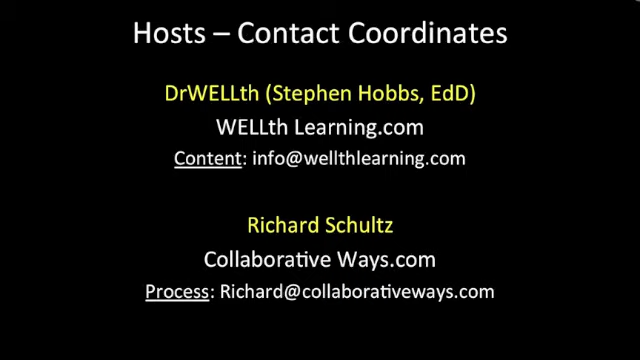 Hosts – Contact Coordinates
DrWELLth (Stephen Hobbs, EdD)
WELLth Learning.com
Content: info@wellthlearning.com
Richard Schultz
Collaborative Ways.com
Process: Richard@collaborativeways.com